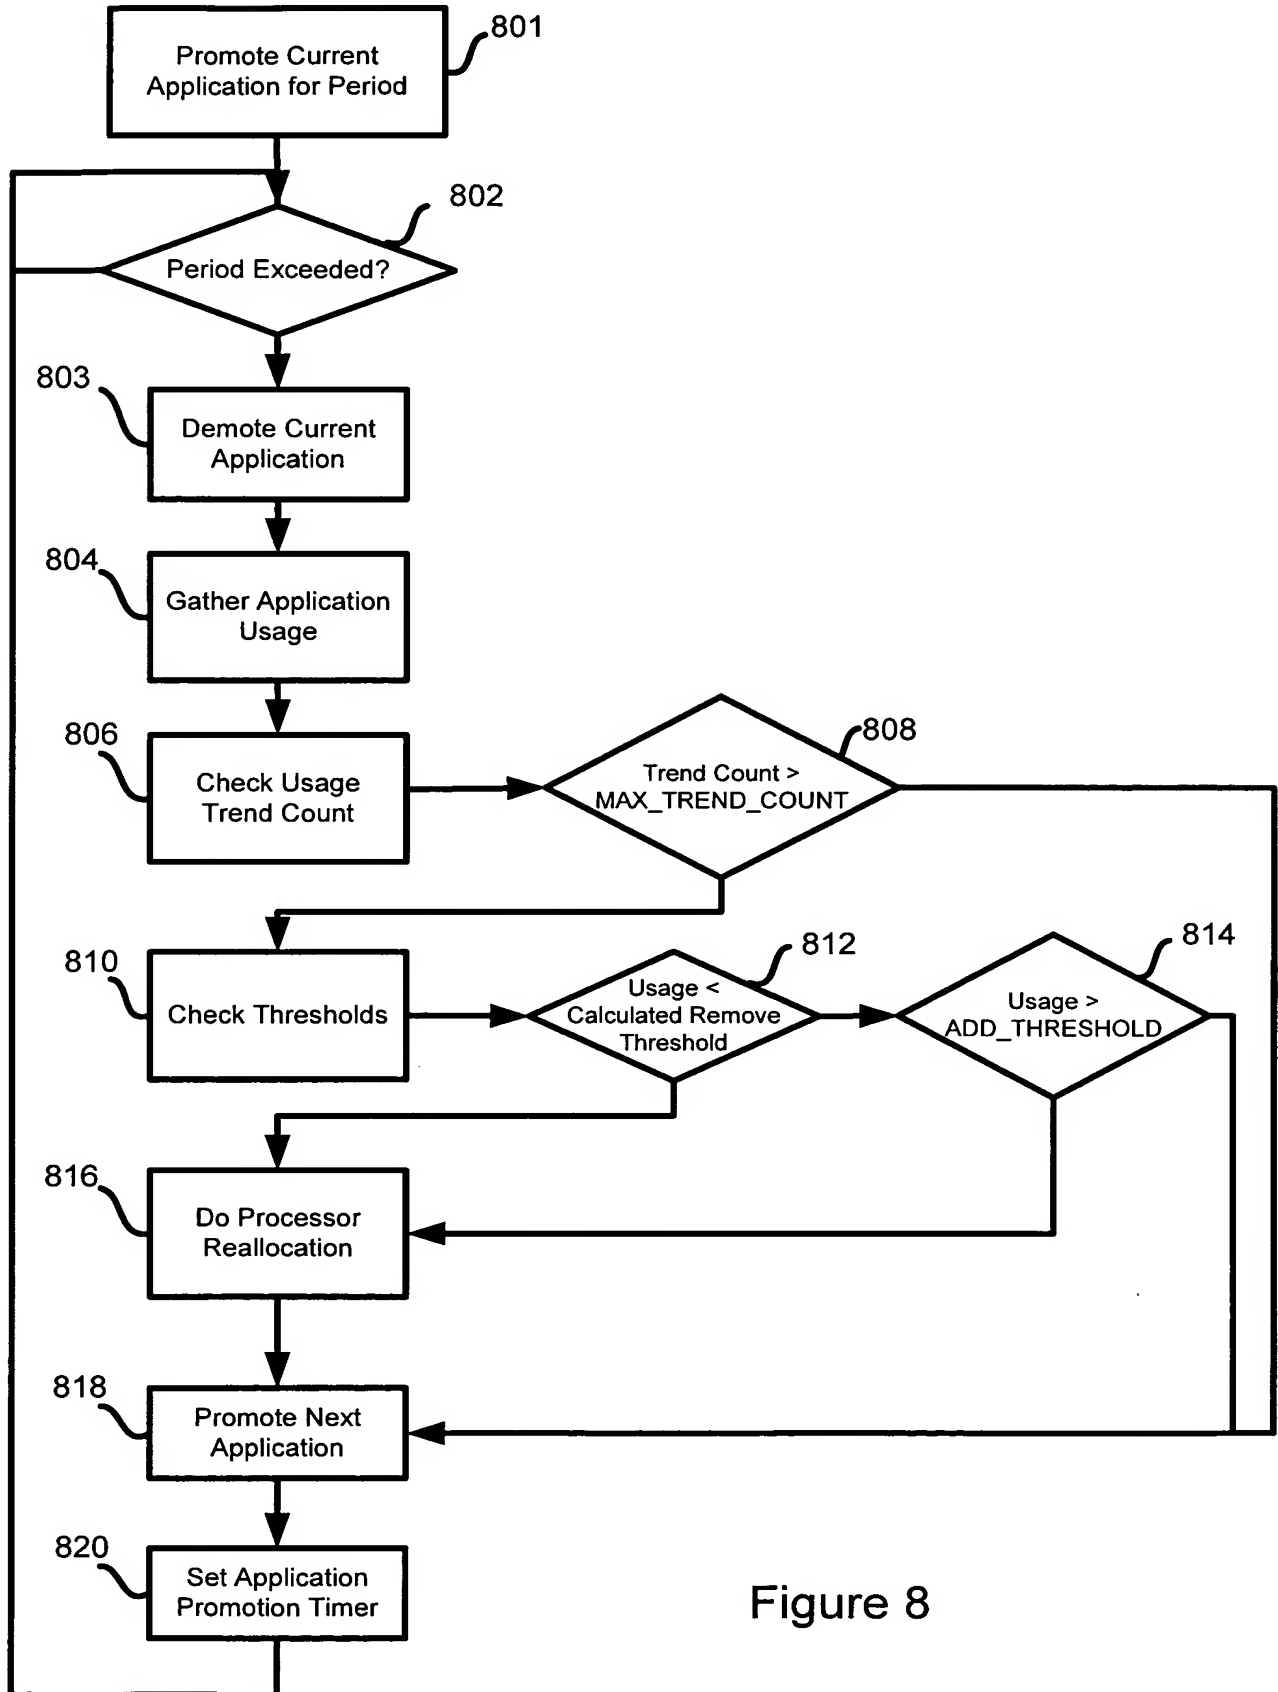 801
Promote Current
Application for Period
802
Period Exceeded?
803
Demote Current
Application
804
Gather Application
Usage
806
Check Usage
Trend Count
808
Trend Count >
MAX_TREND_COUNT
810
Check Thresholds
812
Usage <
Calculated Remove
Threshold
814
Usage >
ADD_THRESHOLD
816
Do Processor
Reallocation
818
Promote Next
Application
820
Set Application
Promotion Timer
Figure 8